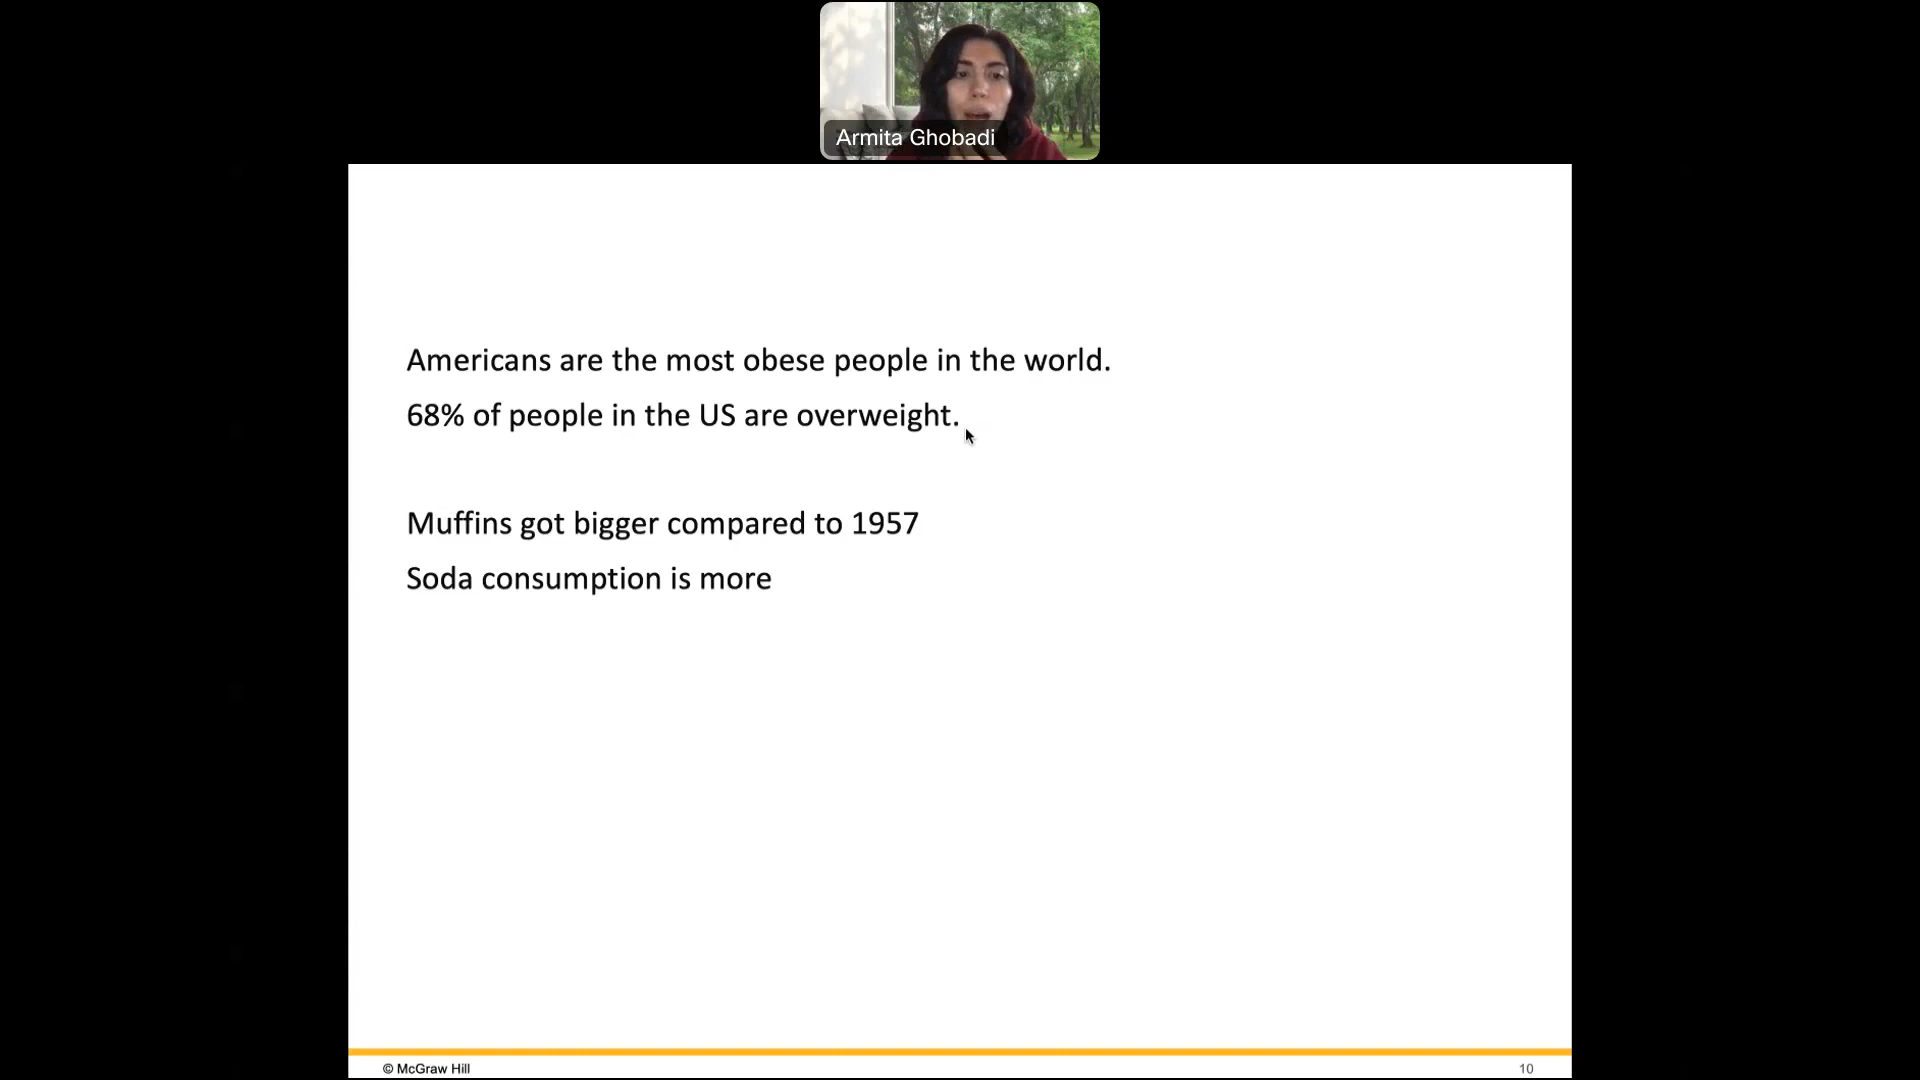 Armita Ghobadi
Americans are the most obese people in the world.
68% of people in the US are overweight.
Muffins got bigger compared to 1957
Soda consumption is more
© McGraw Hill
10